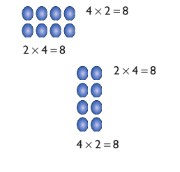 4 × 2 = 8
2 × 4 = 8
2 × 4 = 8
4 × 2 = 8